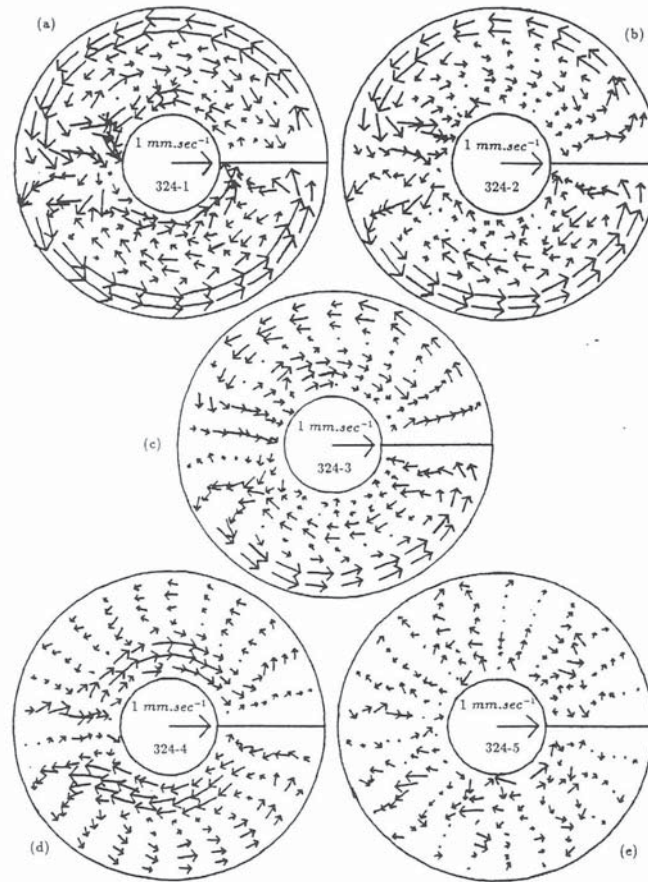 (a)
1 mm.sec⁻¹
324-1
(b)
1 mm.sec⁻¹
324-2
(c)
1 mm.sec⁻¹
324-3
(d)
1 mm.sec⁻¹
324-4
(e)
1 mm.sec⁻¹
324-5